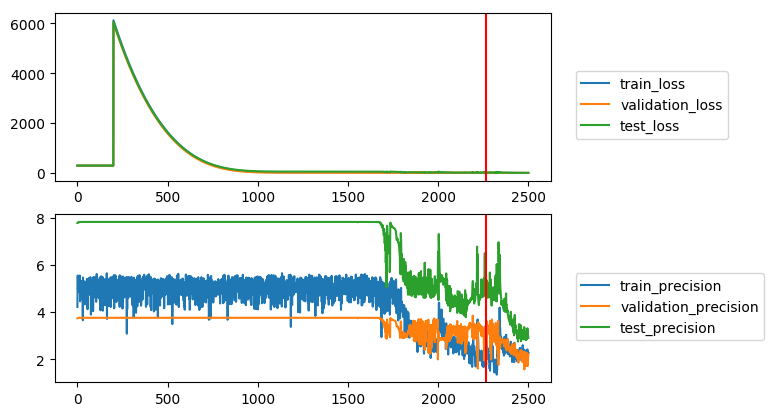 6000
4000
2000
0
0 500 1000 1500 2000 2500
train_loss
validation_loss
test_loss
8
6
4
2
0 500 1000 1500 2000 2500
train_precision
validation_precision
test_precision